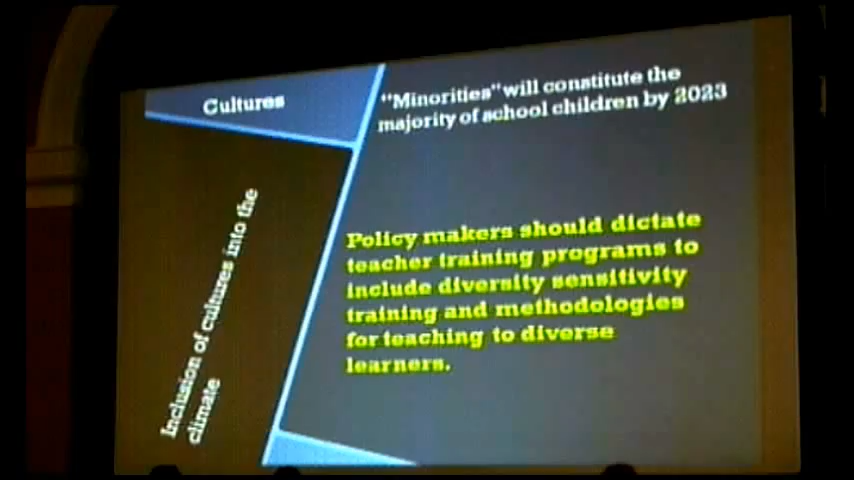 Cultures
"Minorities" will constitute the
majority of school children by 2023
Inclusion of cultures into the
climate
Policy makers should dictate
teacher training programs to
include diversity sensitivity
training and methodologies
for teaching to diverse
learners.